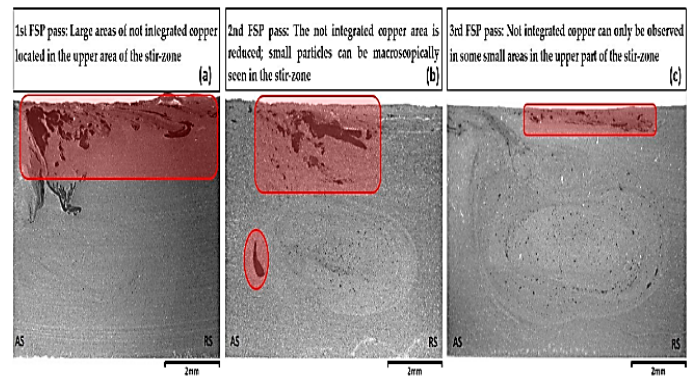 1st FSP pass: Large areas of not integrated copper
located in the upper area of the stir-zone
(a)
2nd FSP pass: The not integrated copper area is
reduced; small particles can be macroscopically
seen in the stir-zone
(b)
3rd FSP pass: Not integrated copper can only be observed
in some small areas in the upper part of the stir-zone
(c)
AS
RS
2mm
AS
RS
2mm
AS
RS
2mm